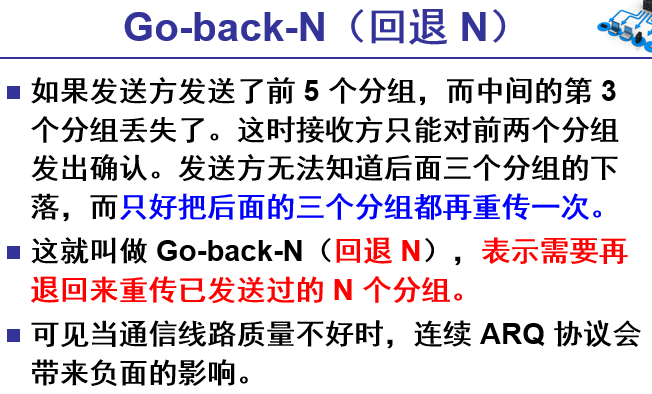 Go-back-N（回退 N）
如果发送方发送了前 5 个分组，而中间的第 3
个分组丢失了。这时接收方只能对前两个分组
发出确认。发送方无法知道后面三个分组的下
落，而只好把后面的三个分组都再重传一次。
这就叫做 Go-back-N（回退 N），表示需要再
退回来重传已发送过的 N 个分组。
可见当通信线路质量不好时，连续 ARQ 协议会
带来负面的影响。